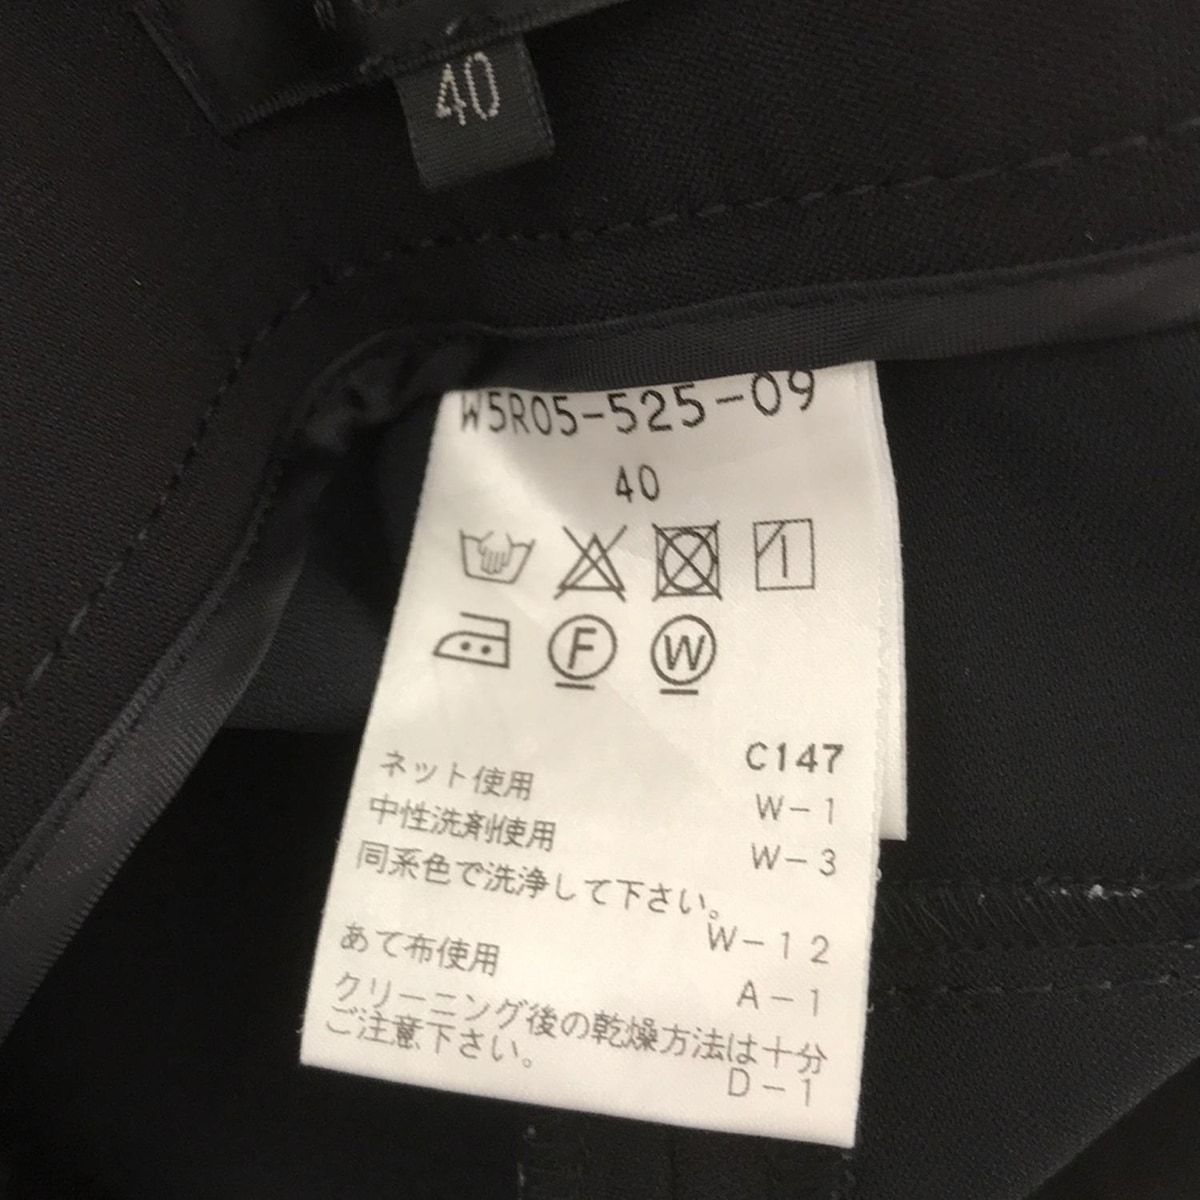 40
W5R05-525-09
40
F W
C147
ネット使用 W-1
中性洗剤使用 W-3
同系色で洗浄して下さい。 W-12
あて布使用 A-1
クリーニング後の乾燥方法は十分
ご注意下さい。 D-1